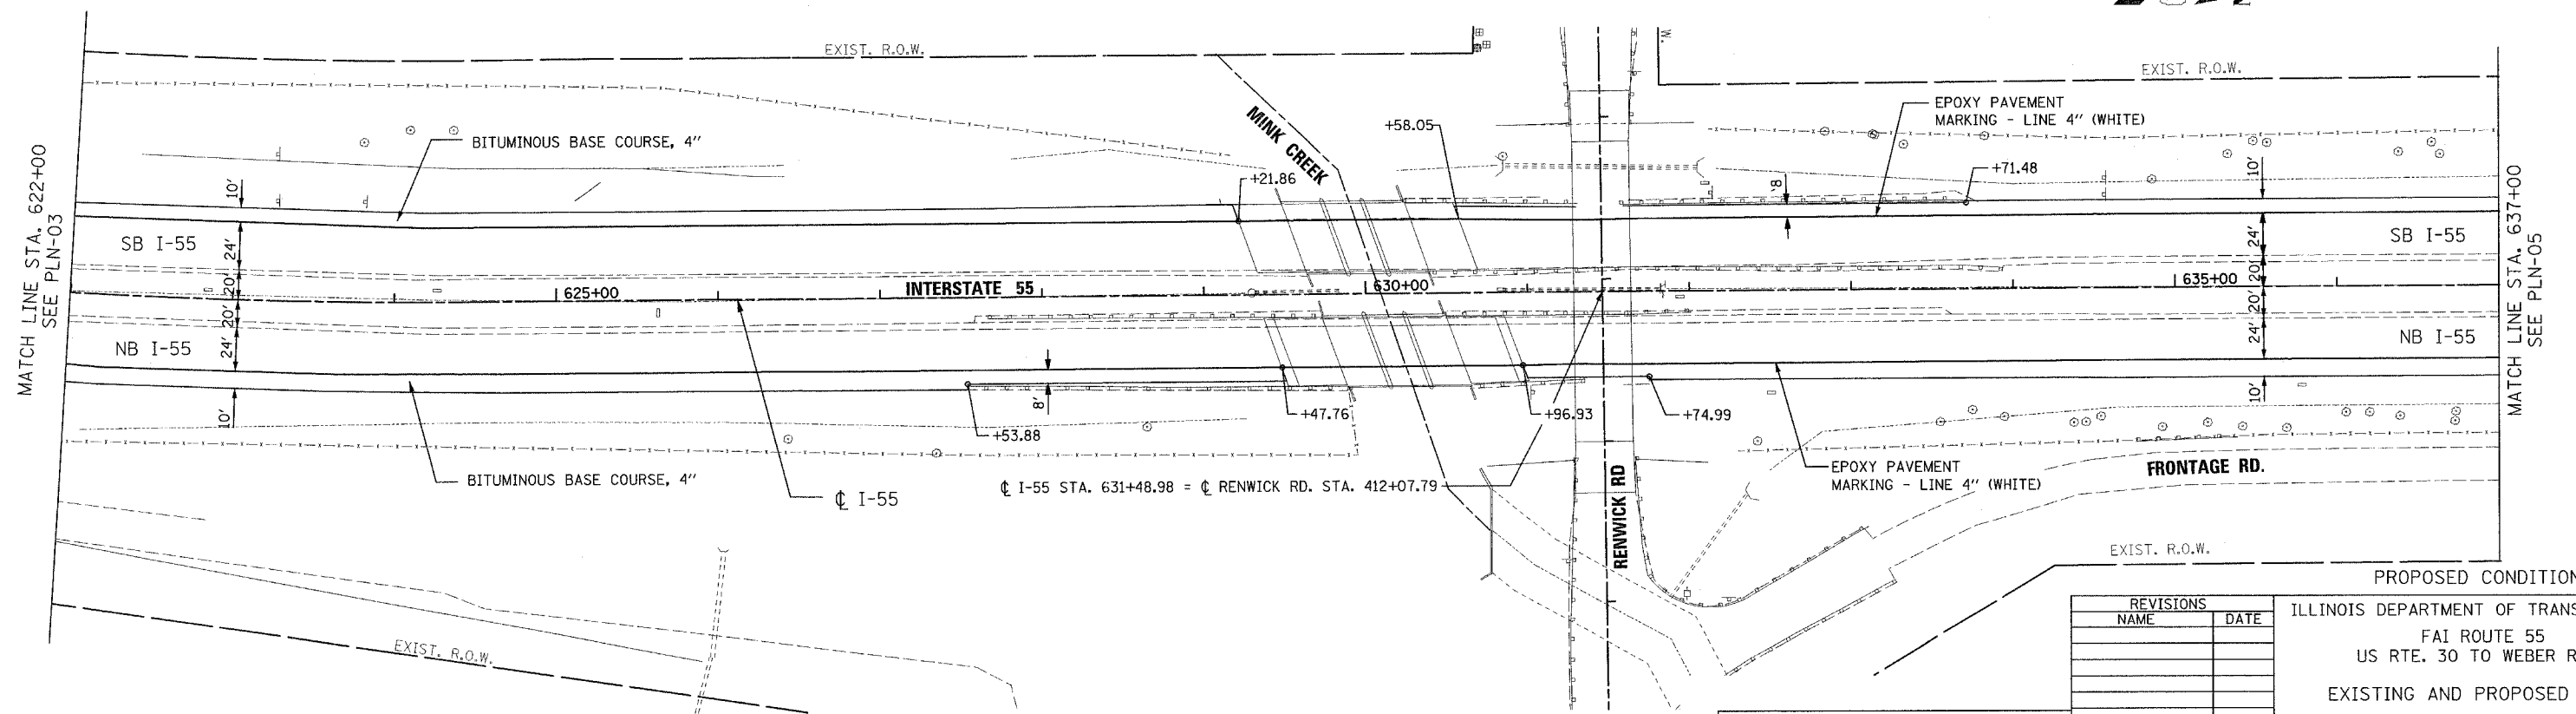 EXIST. R.O.W.
EXIST. R.O.W.
MATCH LINE STA. 622+00
SEE PLN-03
BITUMINOUS BASE COURSE, 4"
MINK CREEK
+58.05
EPOXY PAVEMENT
MARKING - LINE 4" (WHITE)
+21.86
+71.48
10'
8'
10'
SB I-55
24'
20'
20'
24'
NB I-55
10'
SB I-55
24'
20'
20'
24'
NB I-55
10'
625+00
INTERSTATE 55
630+00
635+00
MATCH LINE STA. 637+00
SEE PLN-05
8'
+53.88
+47.76
+96.93
+74.99
BITUMINOUS BASE COURSE, 4"
℄ I-55
℄ I-55 STA. 631+48.98 = ℄ RENWICK RD. STA. 412+07.79
RENWICK RD
EPOXY PAVEMENT
MARKING - LINE 4" (WHITE)
FRONTAGE RD.
EXIST. R.O.W.
EXIST. R.O.W.
PROPOSED CONDITION
REVISIONS
NAME DATE
ILLINOIS DEPARTMENT OF TRANS
FAI ROUTE 55
US RTE. 30 TO WEBER R
EXISTING AND PROPOSED